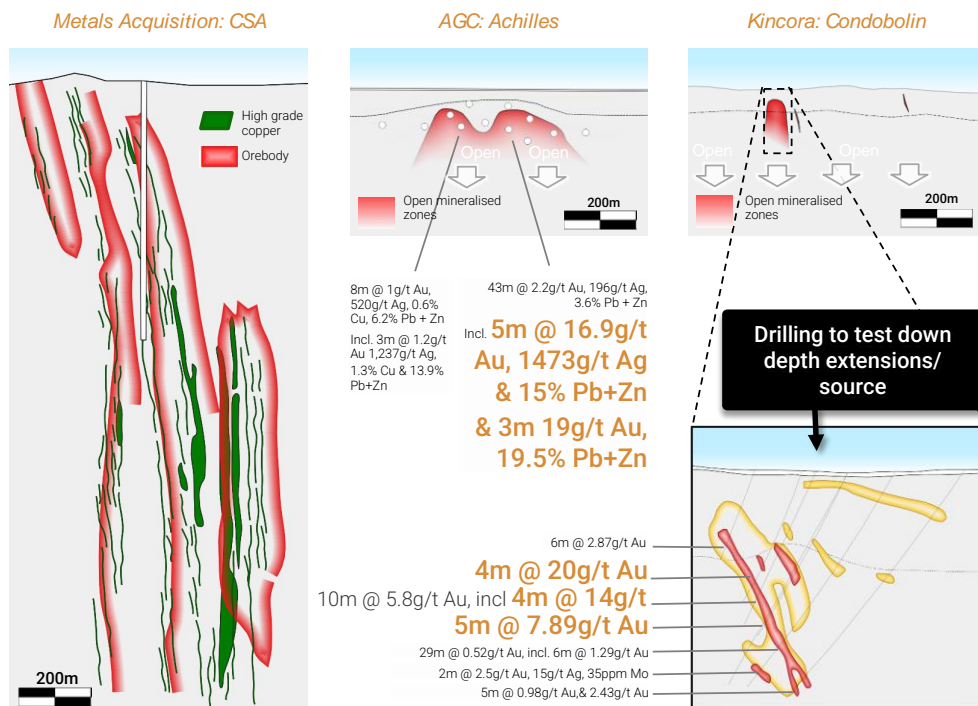 Metals Acquisition: CSA
AGC: Achilles
Kincora: Condobolin
High grade
copper
Orebody
200m
Open
Open
Open mineralised
zones
200m
8m @ 1g/t Au,
520g/t Ag, 0.6%
Cu, 6.2% Pb + Zn
Incl. 3m @ 1.2g/t
Au 1,237g/t Ag,
1.3% Cu & 13.9%
Pb+Zn
43m @ 2.2g/t Au, 196g/t Ag,
3.6% Pb + Zn
Incl. 5m @ 16.9g/t
Au, 1473g/t Ag
& 15% Pb+Zn
& 3m 19g/t Au,
19.5% Pb+Zn
Open
Open
Open mineralised
zones
200m
Drilling to test down
depth extensions/
source
6m @ 2.87g/t Au
4m @ 20g/t Au
10m @ 5.8g/t Au, incl 4m @ 14g/t
5m @ 7.89g/t Au
29m @ 0.52g/t Au, incl. 6m @ 1.29g/t Au
2m @ 2.5g/t Au, 15g/t Ag, 35ppm Mo
5m @ 0.98g/t Au,& 2.43g/t Au